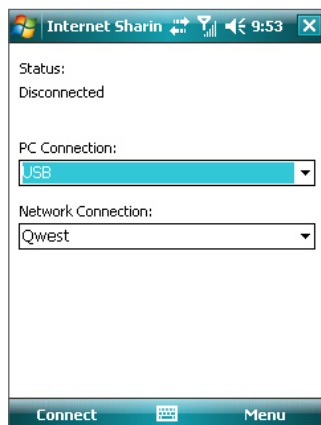 Internet Sharin 9:53
Status:
Disconnected
PC Connection:
USB
Network Connection:
Qwest
Connect Menu